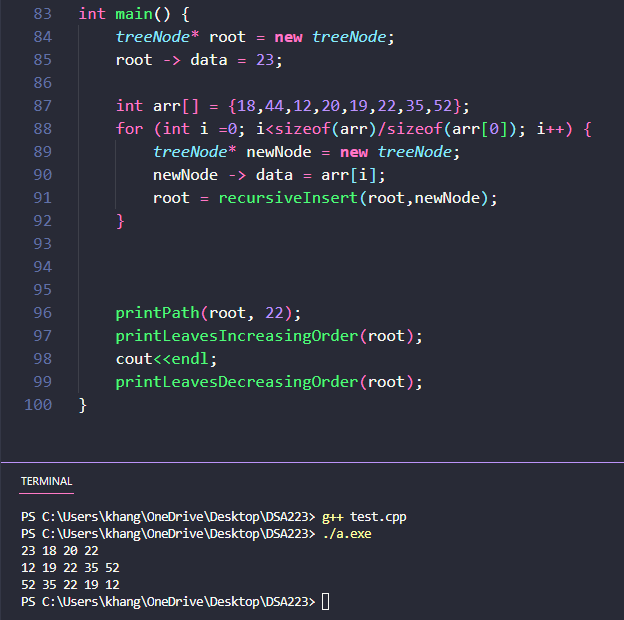 83 int main() {
84 treeNode* root = new treeNode;
85 root -> data = 23;
86
87 int arr[] = {18,44,12,20,19,22,35,52};
88 for (int i =0; i<sizeof(arr)/sizeof(arr[0]); i++) {
89 treeNode* newNode = new treeNode;
90 newNode -> data = arr[i];
91 root = recursiveInsert(root,newNode);
92 }
93
94
95
96 printPath(root, 22);
97 printLeavesIncreasingOrder(root);
98 cout<<endl;
99 printLeavesDecreasingOrder(root);
100 }
TERMINAL
PS C:\Users\khang\OneDrive\Desktop\DSA223> g++ test.cpp
PS C:\Users\khang\OneDrive\Desktop\DSA223> ./a.exe
23 18 20 22
12 19 22 35 52
52 35 22 19 12
PS C:\Users\khang\OneDrive\Desktop\DSA223>